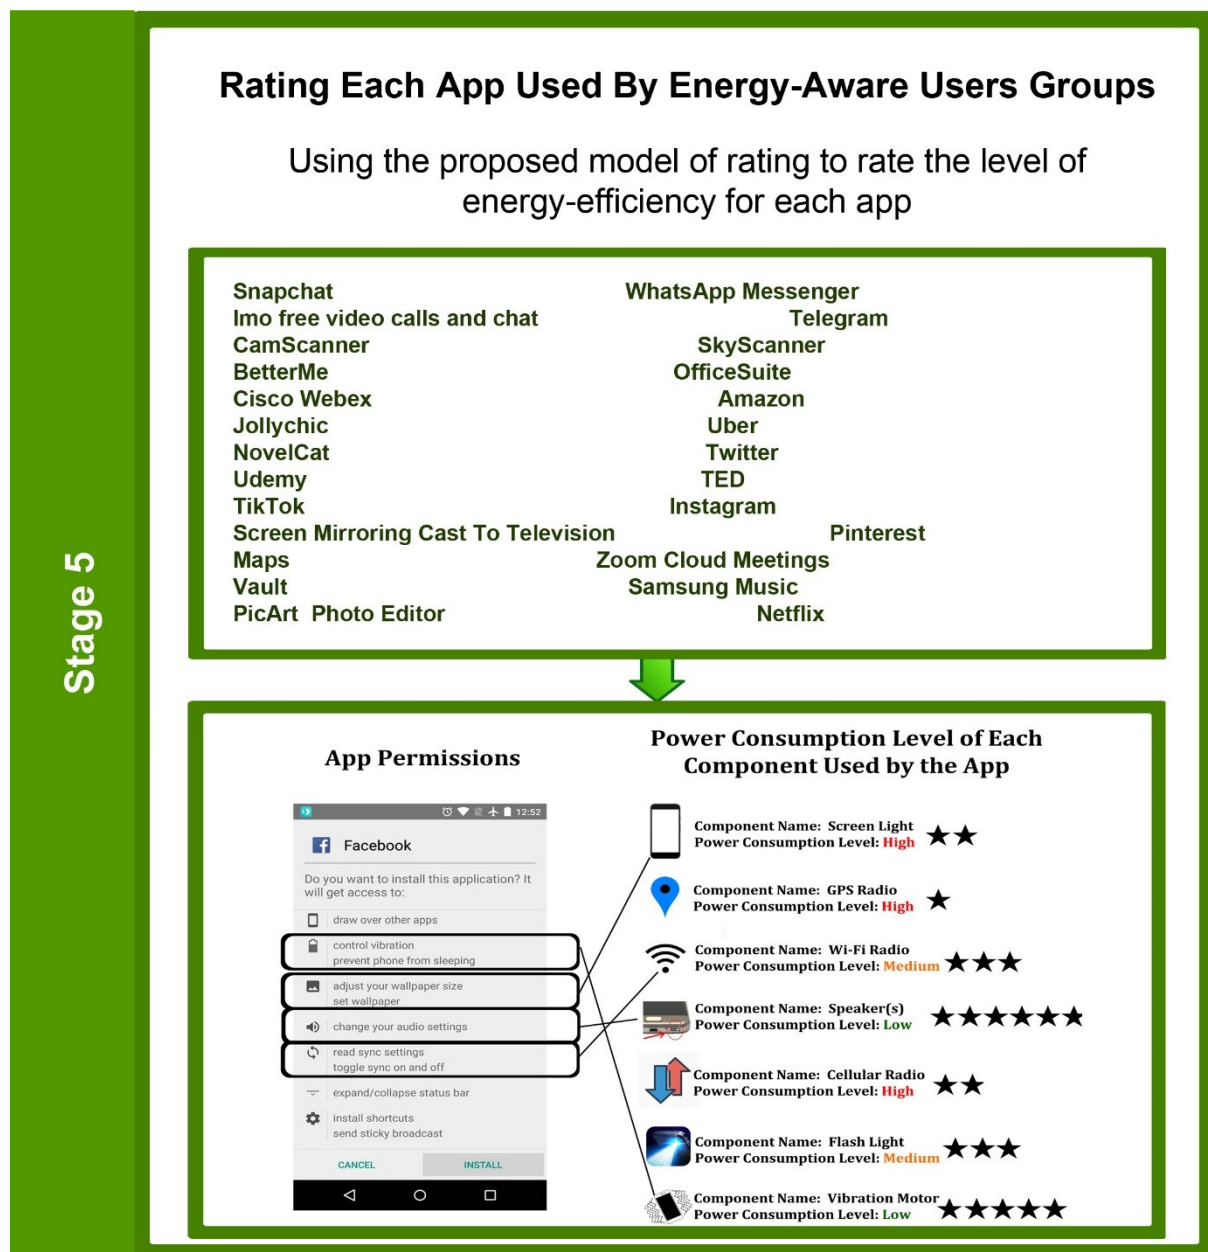 Stage 5
Rating Each App Used By Energy-Aware Users Groups
Using the proposed model of rating to rate the level of
energy-efficiency for each app
Snapchat WhatsApp Messenger
Imo free video calls and chat Telegram
CamScanner SkyScanner
BetterMe OfficeSuite
Cisco Webex Amazon
Jollychic Uber
NovelCat Twitter
Udemy TED
TikTok Instagram
Screen Mirroring Cast To Television Pinterest
Maps Zoom Cloud Meetings
Vault Samsung Music
PicArt Photo Editor Netflix
App Permissions
12:52
Facebook
Do you want to install this application? It
will get access to:
draw over other apps
control vibration
prevent phone from sleeping
adjust your wallpaper size
set wallpaper
change your audio settings
read sync settings
toggle sync on and off
expand/collapse status bar
install shortcuts
send sticky broadcast
CANCEL INSTALL
Power Consumption Level of Each
Component Used by the App
Component Name: Screen Light
Power Consumption Level: High
Component Name: GPS Radio
Power Consumption Level: High
Component Name: Wi-Fi Radio
Power Consumption Level: Medium
Component Name: Speaker(s)
Power Consumption Level: Low
Component Name: Cellular Radio
Power Consumption Level: High
Component Name: Flash Light
Power Consumption Level: Medium
Component Name: Vibration Motor
Power Consumption Level: Low